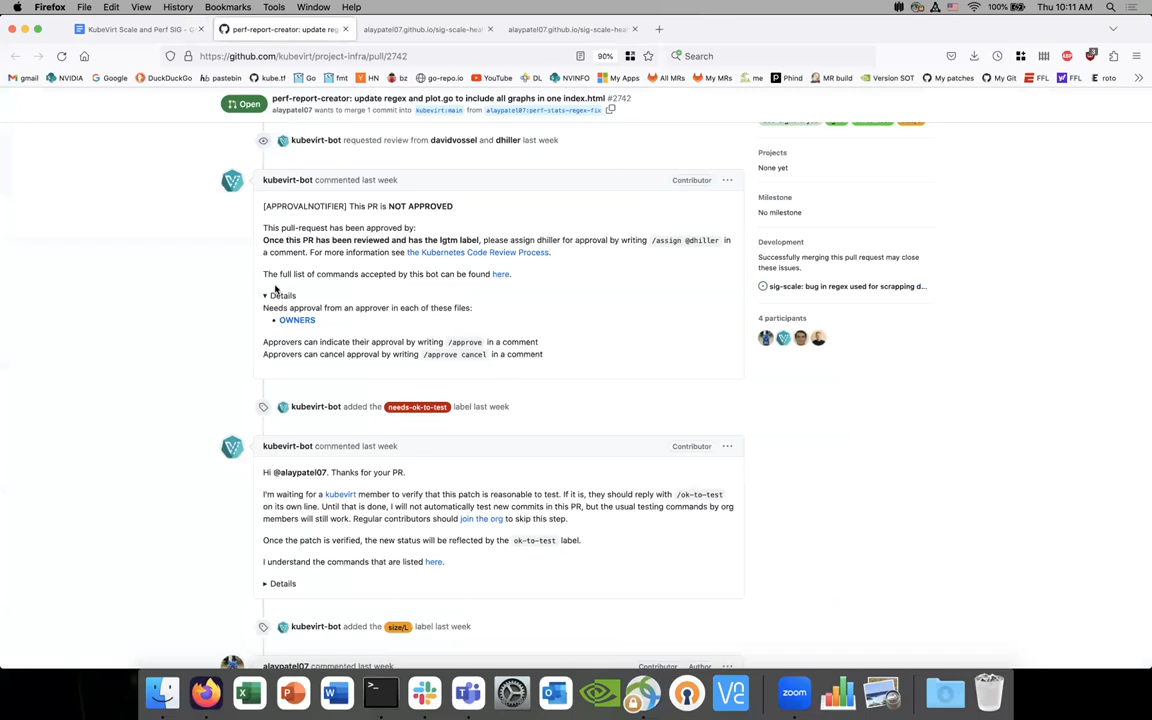 Firefox File Edit View History Bookmarks Tools Window Help 100% Thu 10:11 AM
KubeVirt Scale and Perf SIG - G perf-report-creator: update re alaypatel07.github.io/sig-scale-heal alaypatel07.github.io/sig-scale-heal
https://github.com/kubevirt/project-infra/pull/2742 90% Search
gmail NVIDIA Google DuckDuckGo pastebin kube.tf Go fmt HN bz go-repo.io YouTube DL NVINFO My Apps All MRs My MRs me Phind MR build Version SOT My patches My Git FFL FFL eroto
Open
perf-report-creator: update regex and plot.go to include all graphs in one index.html #2742
alaypatel07 wants to merge 1 commit into kubevirt:main from alaypatel07:perf-stats-regex-fix
kubevirt-bot requested review from davidvossel and dhiller last week
kubevirt-bot commented last week Contributor
[APPROVALNOTIFIER] This PR is NOT APPROVED
This pull-request has been approved by:
Once this PR has been reviewed and has the lgtm label, please assign dhiller for approval by writing /assign @dhiller in
a comment. For more information see the Kubernetes Code Review Process.
The full list of commands accepted by this bot can be found here.
Details
Needs approval from an approver in each of these files:
• OWNERS
Approvers can indicate their approval by writing /approve in a comment
Approvers can cancel approval by writing /approve cancel in a comment
kubevirt-bot added the needs-ok-to-test label last week
kubevirt-bot commented last week Contributor
Hi @alaypatel07. Thanks for your PR.
I'm waiting for a kubevirt member to verify that this patch is reasonable to test. If it is, they should reply with /ok-to-test
on its own line. Until that is done, I will not automatically test new commits in this PR, but the usual testing commands by org
members will still work. Regular contributors should join the org to skip this step.
Once the patch is verified, the new status will be reflected by the ok-to-test label.
I understand the commands that are listed here.
Details
kubevirt-bot added the size/L label last week
alaypatel07 commented last week Contributor Author
Projects
None yet
Milestone
No milestone
Development
Successfully merging this pull request may close
these issues.
sig-scale: bug in regex used for scrapping d...
4 participants
zoom